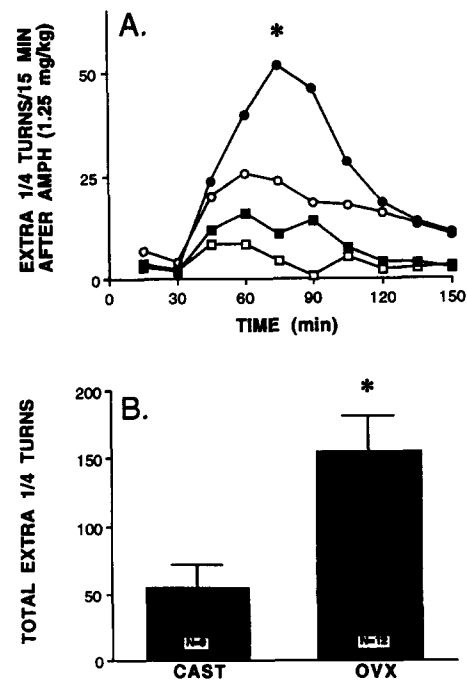 A.
*
EXTRA 1/4 TURNS/15 MIN
AFTER AMPH (1.25 mg/kg)
50
25
0
0 30 60 90 120 150
TIME (min)
B.
*
TOTAL EXTRA 1/4 TURNS
200
150
100
50
0
CAST OVX